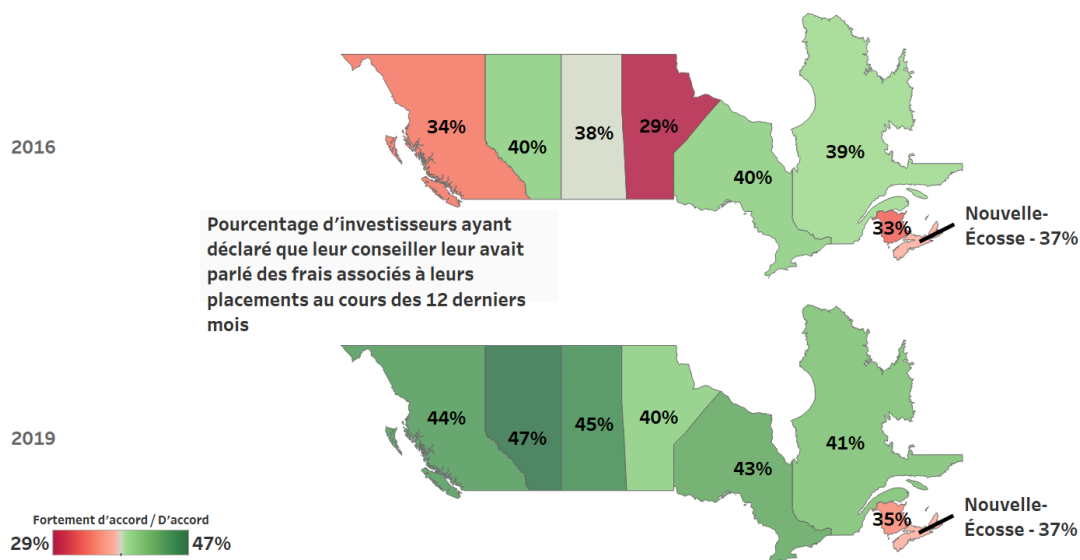 2016
34%
40%
38%
29%
40%
39%
33%
Nouvelle-
Écosse - 37%
Pourcentage d’investisseurs ayant
déclaré que leur conseiller leur avait
parlé des frais associés à leurs
placements au cours des 12 derniers
mois
2019
44%
47%
45%
40%
43%
41%
35%
Nouvelle-
Écosse - 37%
Fortement d’accord / D’accord
29%
47%